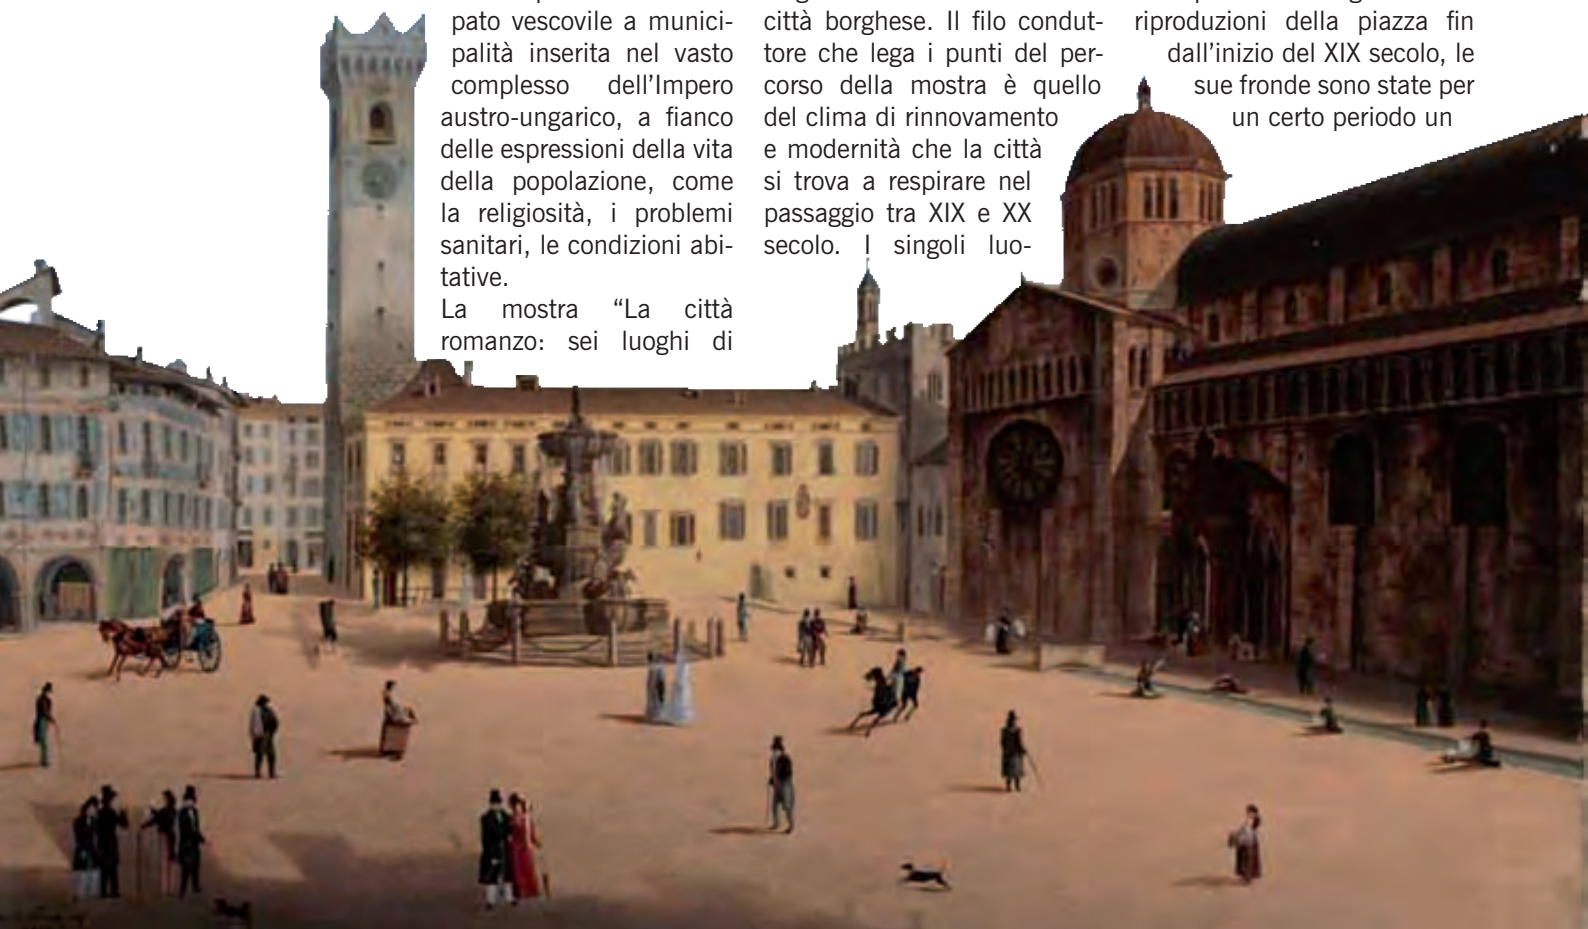 pato vescovile a munici-
palità inserita nel vasto
complesso dell’Impero
austro-ungarico, a fianco
delle espressioni della vita
della popolazione, come
la religiosità, i problemi
sanitari, le condizioni abi-
tative.
La mostra “La città
romanzo: sei luoghi di
città borghese. Il filo condut-
tore che lega i punti del per-
corso della mostra è quello
del clima di rinnovamento
e modernità che la città
si trova a respirare nel
passaggio tra XIX e XX
secolo. I singoli luo-
riproduzioni della piazza fin
dall’inizio del XIX secolo, le
sue fronde sono state per
un certo periodo un